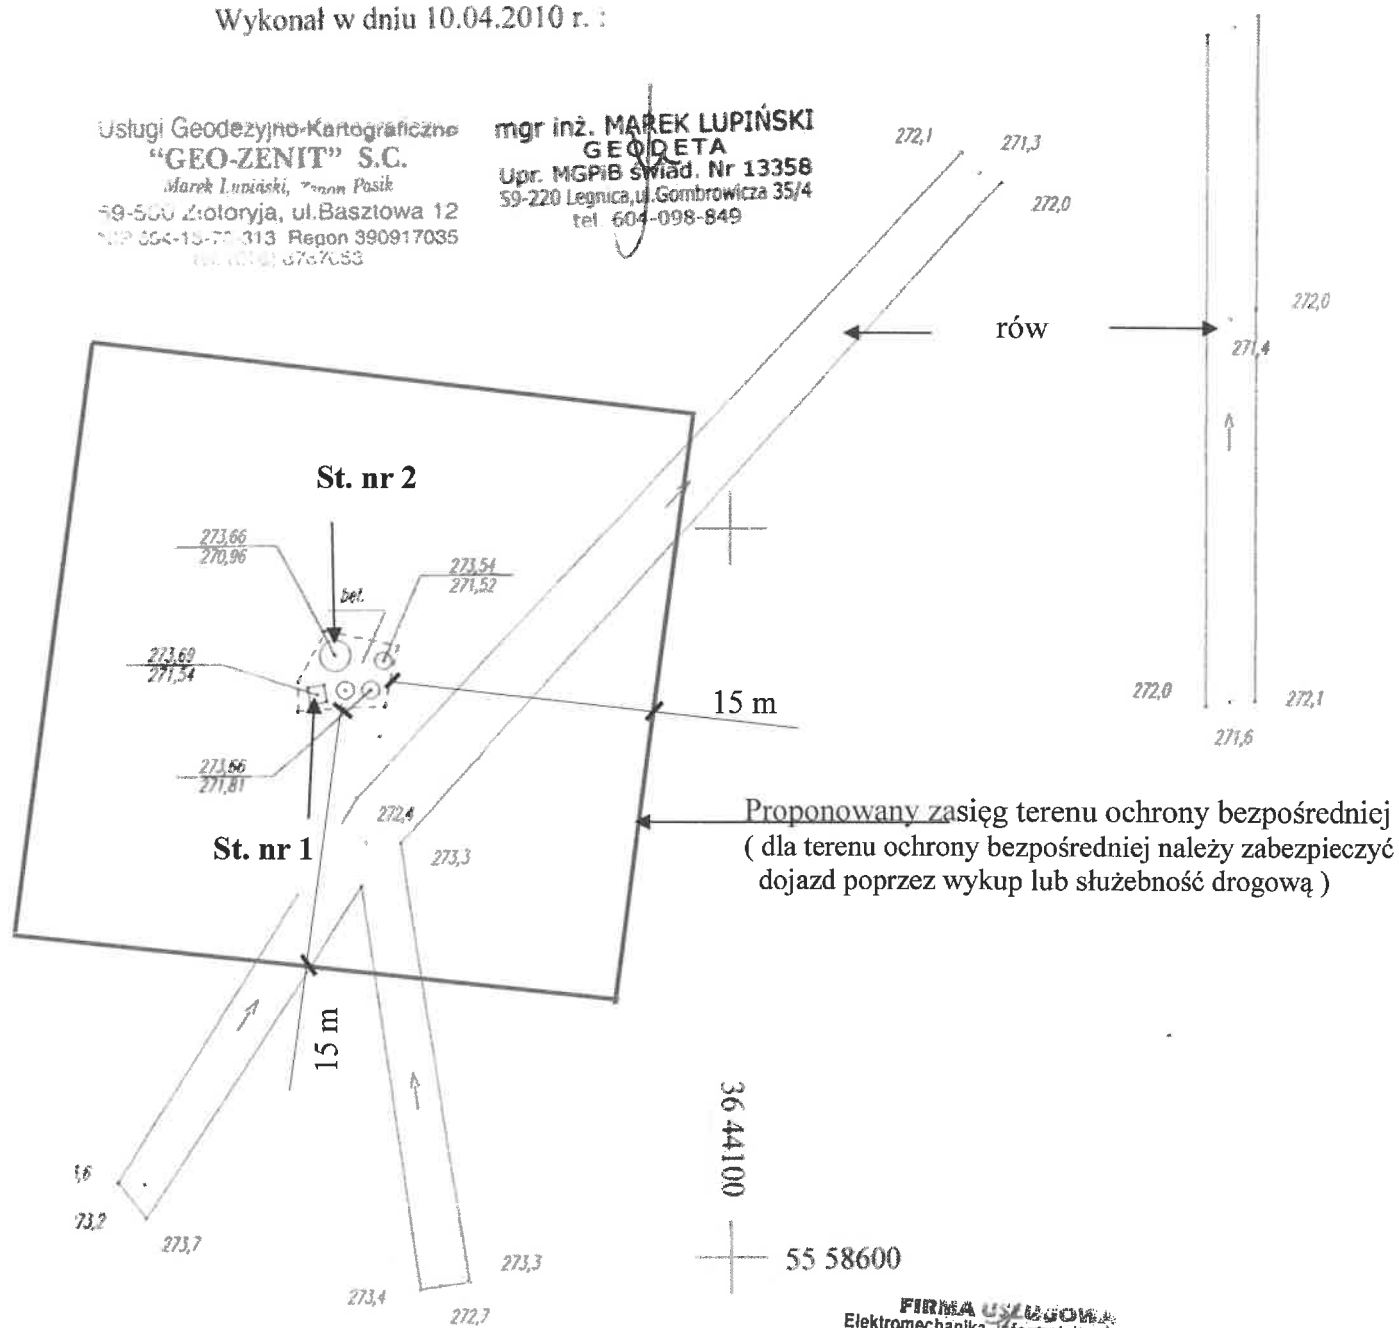 Wykonał w dniu 10.04.2010 r. :
Usługi Geodezyjno-Kartograficzne
"GEO-ZENIT" S.C.
Marek Lupiński, Pasik
Złotoryja, ul.Basztowa 12
Regon 390917035
mgr inż. MAREK LUPIŃSKI
GEODETA
Upr. MGPiB świad. Nr 13358
59-220 Legnica,ul.Gombrowicza 35/4
tel. 604-098-849
272,1
271,3
272,0
272,0
rów
271,4
St. nr 2
273,66
270,96
273,54
271,52
bet.
273,69
271,54
15 m
272,0
272,1
271,6
273,66
271,81
272,4
St. nr 1
273,3
Proponowany zasięg terenu ochrony bezpośredniej
( dla terenu ochrony bezpośredniej należy zabezpieczyć
dojazd poprzez wykup lub służebność drogową )
15 m
36 44100
73,2
273,7
55 58600
273,3
273,4
272,7
FIRMA USŁUGOWA
Elektromechanika